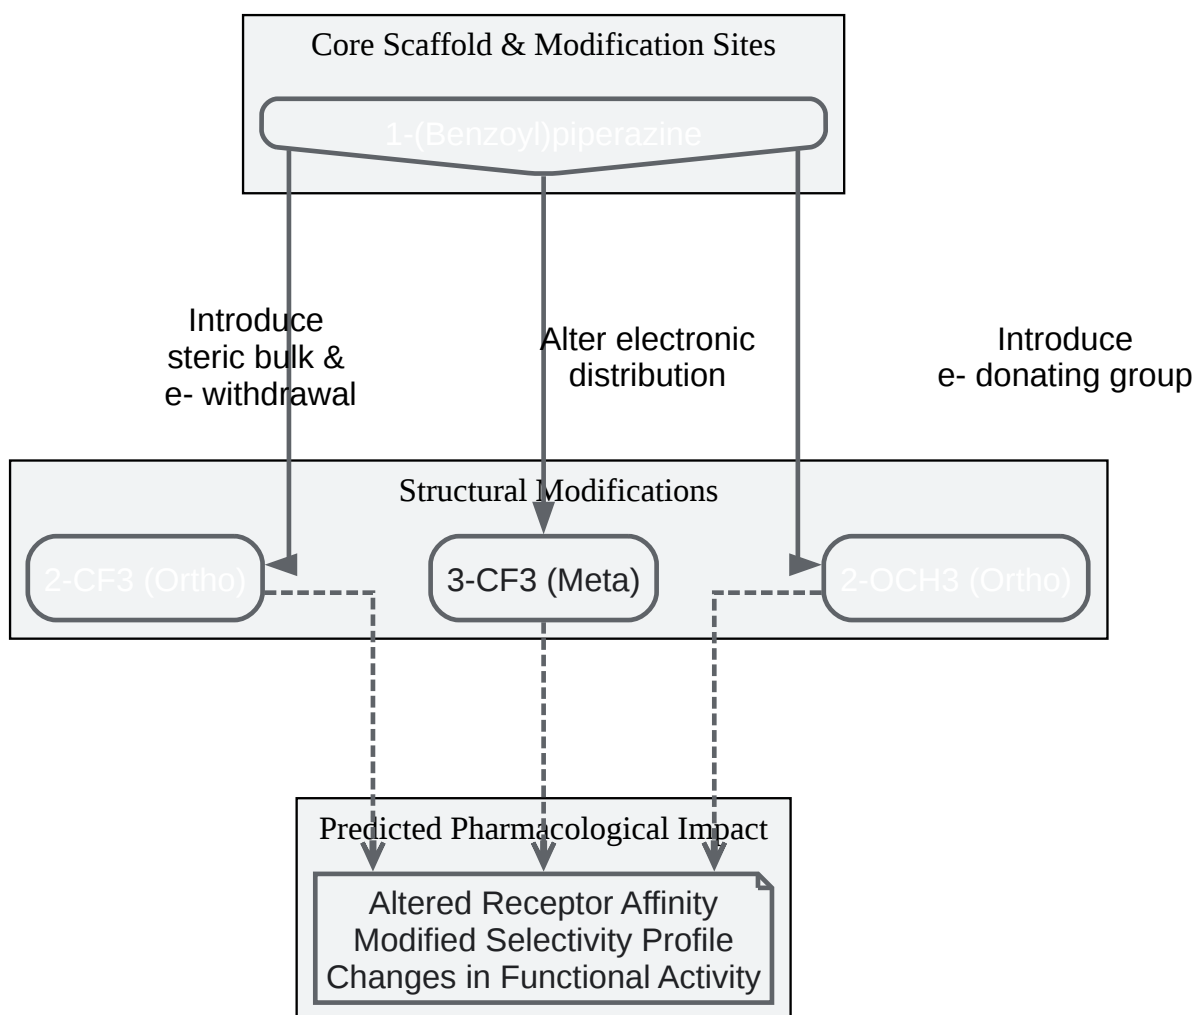 Core Scaffold & Modification Sites
1-(Benzoyl)piperazine
Introduce
steric bulk &
e- withdrawal
Alter electronic
distribution
Introduce
e- donating group
Structural Modifications
2-CF3 (Ortho)
3-CF3 (Meta)
2-OCH3 (Ortho)
Predicted Pharmacological Impact
Altered Receptor Affinity
Modified Selectivity Profile
Changes in Functional Activity